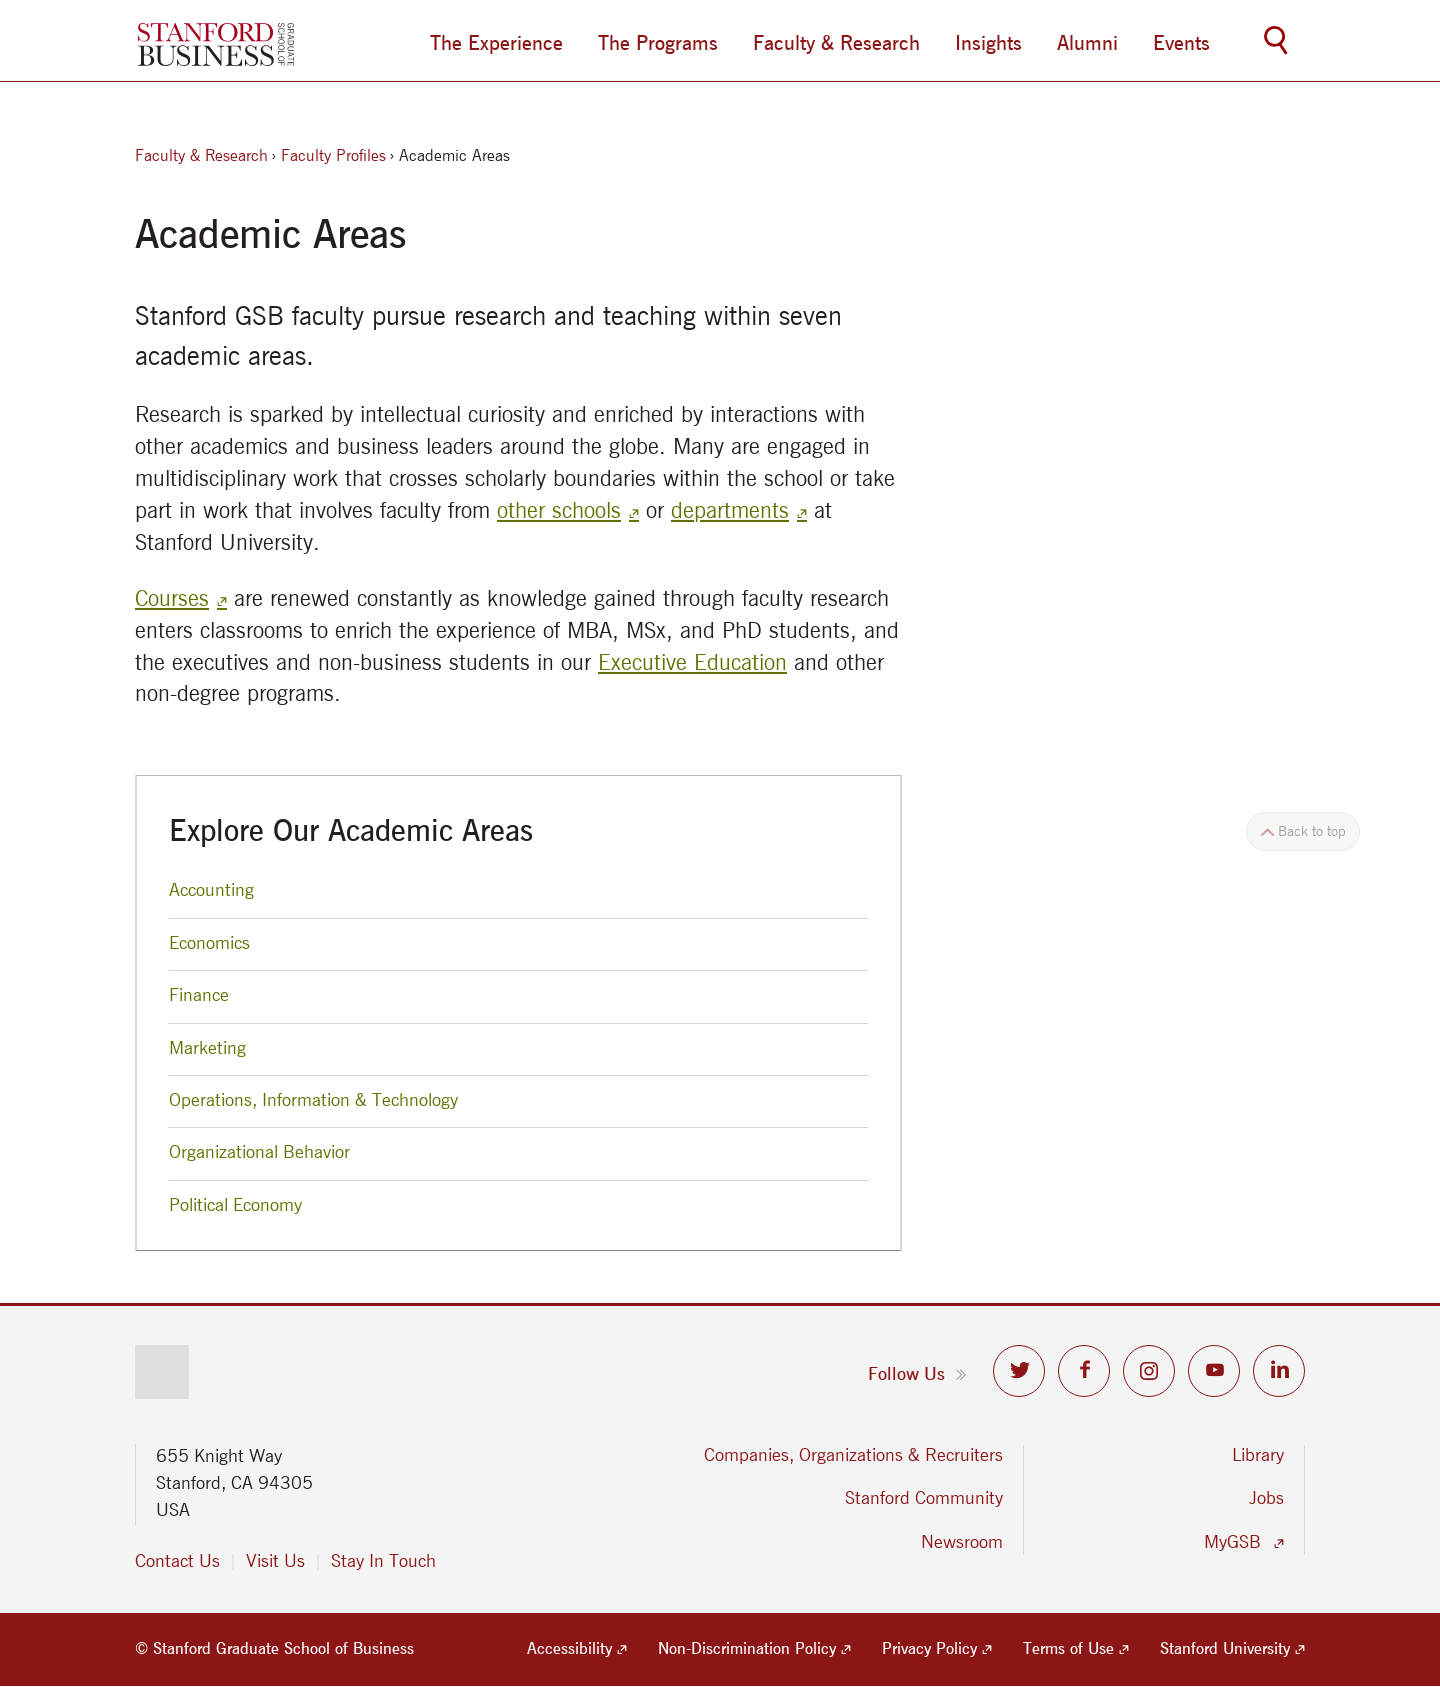 STANFORD
BUSINESS
GRADUATE
SCHOOL OF
The Experience
The Programs
Faculty & Research
Insights
Alumni
Events
Faculty & Research › Faculty Profiles › Academic Areas
Academic Areas
Stanford GSB faculty pursue research and teaching within seven
academic areas.
Research is sparked by intellectual curiosity and enriched by interactions with
other academics and business leaders around the globe. Many are engaged in
multidisciplinary work that crosses scholarly boundaries within the school or take
part in work that involves faculty from other schools or departments at
Stanford University.
Courses are renewed constantly as knowledge gained through faculty research
enters classrooms to enrich the experience of MBA, MSx, and PhD students, and
the executives and non-business students in our Executive Education and other
non-degree programs.
Explore Our Academic Areas
Back to top
Accounting
Economics
Finance
Marketing
Operations, Information & Technology
Organizational Behavior
Political Economy
Follow Us
655 Knight Way
Stanford, CA 94305
USA
Contact Us | Visit Us | Stay In Touch
Companies, Organizations & Recruiters
Stanford Community
Newsroom
Library
Jobs
MyGSB
© Stanford Graduate School of Business
Accessibility
Non-Discrimination Policy
Privacy Policy
Terms of Use
Stanford University